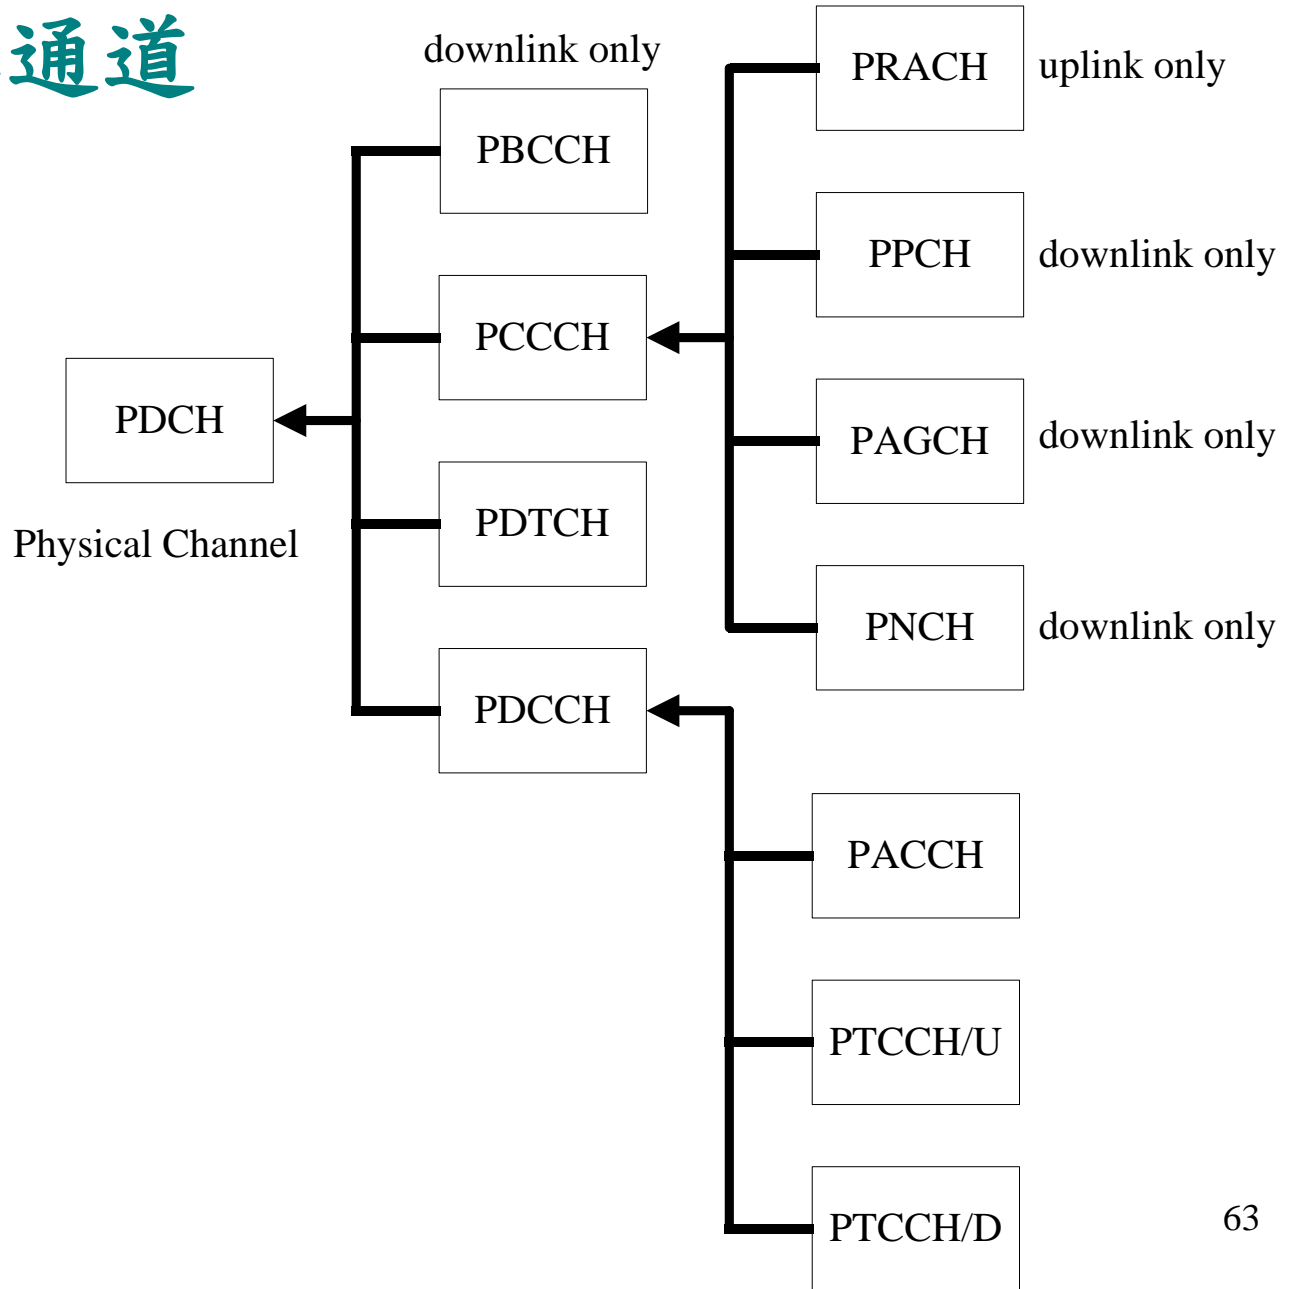 通道
downlink only
PBCCH
PCCCH
PDCH
Physical Channel
PDTCH
PDCCH
PRACH
uplink only
PPCH
downlink only
PAGCH
downlink only
PNCH
downlink only
PACCH
PTCCH/U
PTCCH/D
63